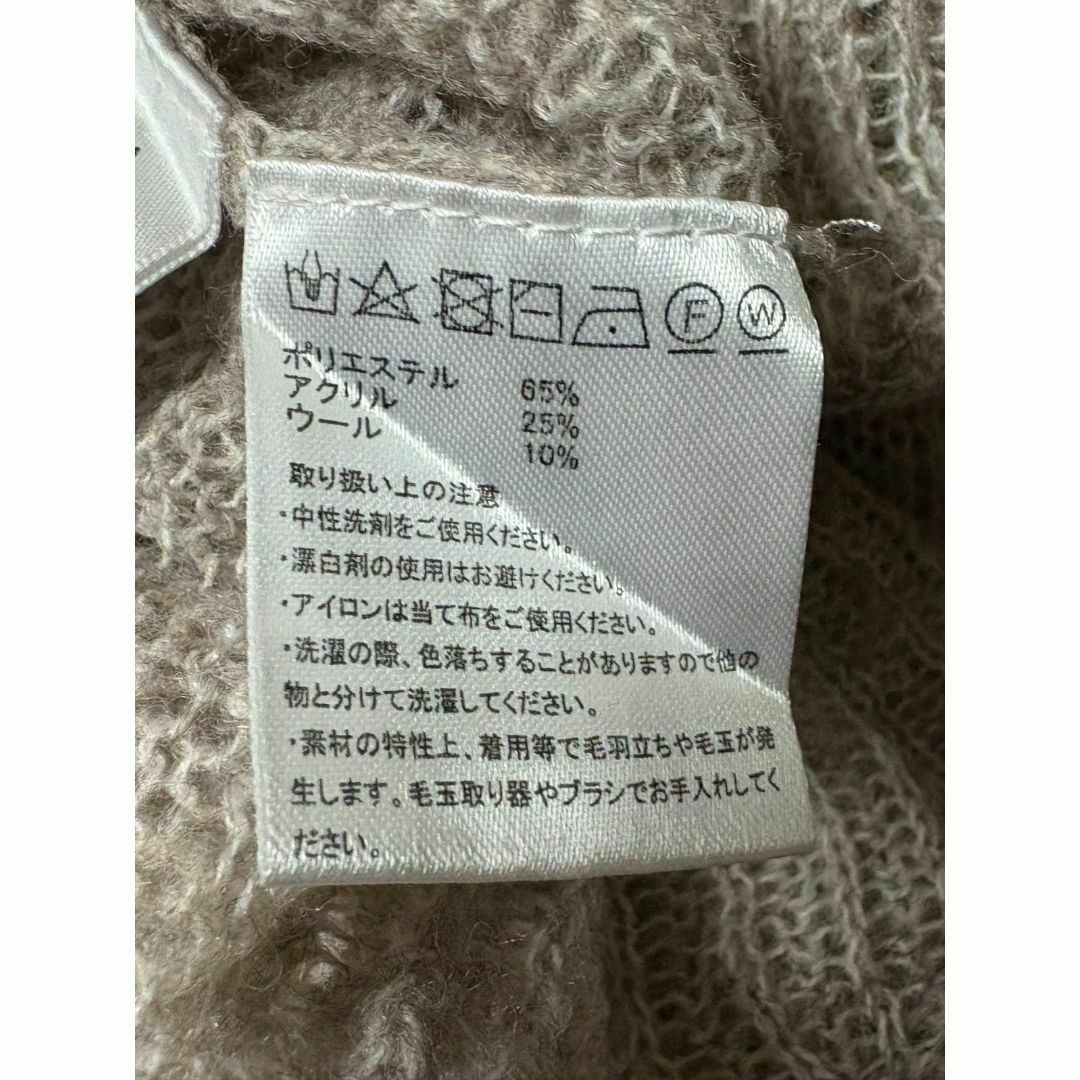 F W
ポリエステル 65%
アクリル 25%
ウール 10%
取り扱い上の注意
・中性洗剤をご使用ください。
・漂白剤の使用はお避けください。
・アイロンは当て布をご使用ください。
・洗濯の際、色落ちすることがありますので他の
物と分けて洗濯してください。
・素材の特性上、着用等で毛羽立ちや毛玉が発
生します。毛玉取り器やブラシでお手入れしてく
ださい。